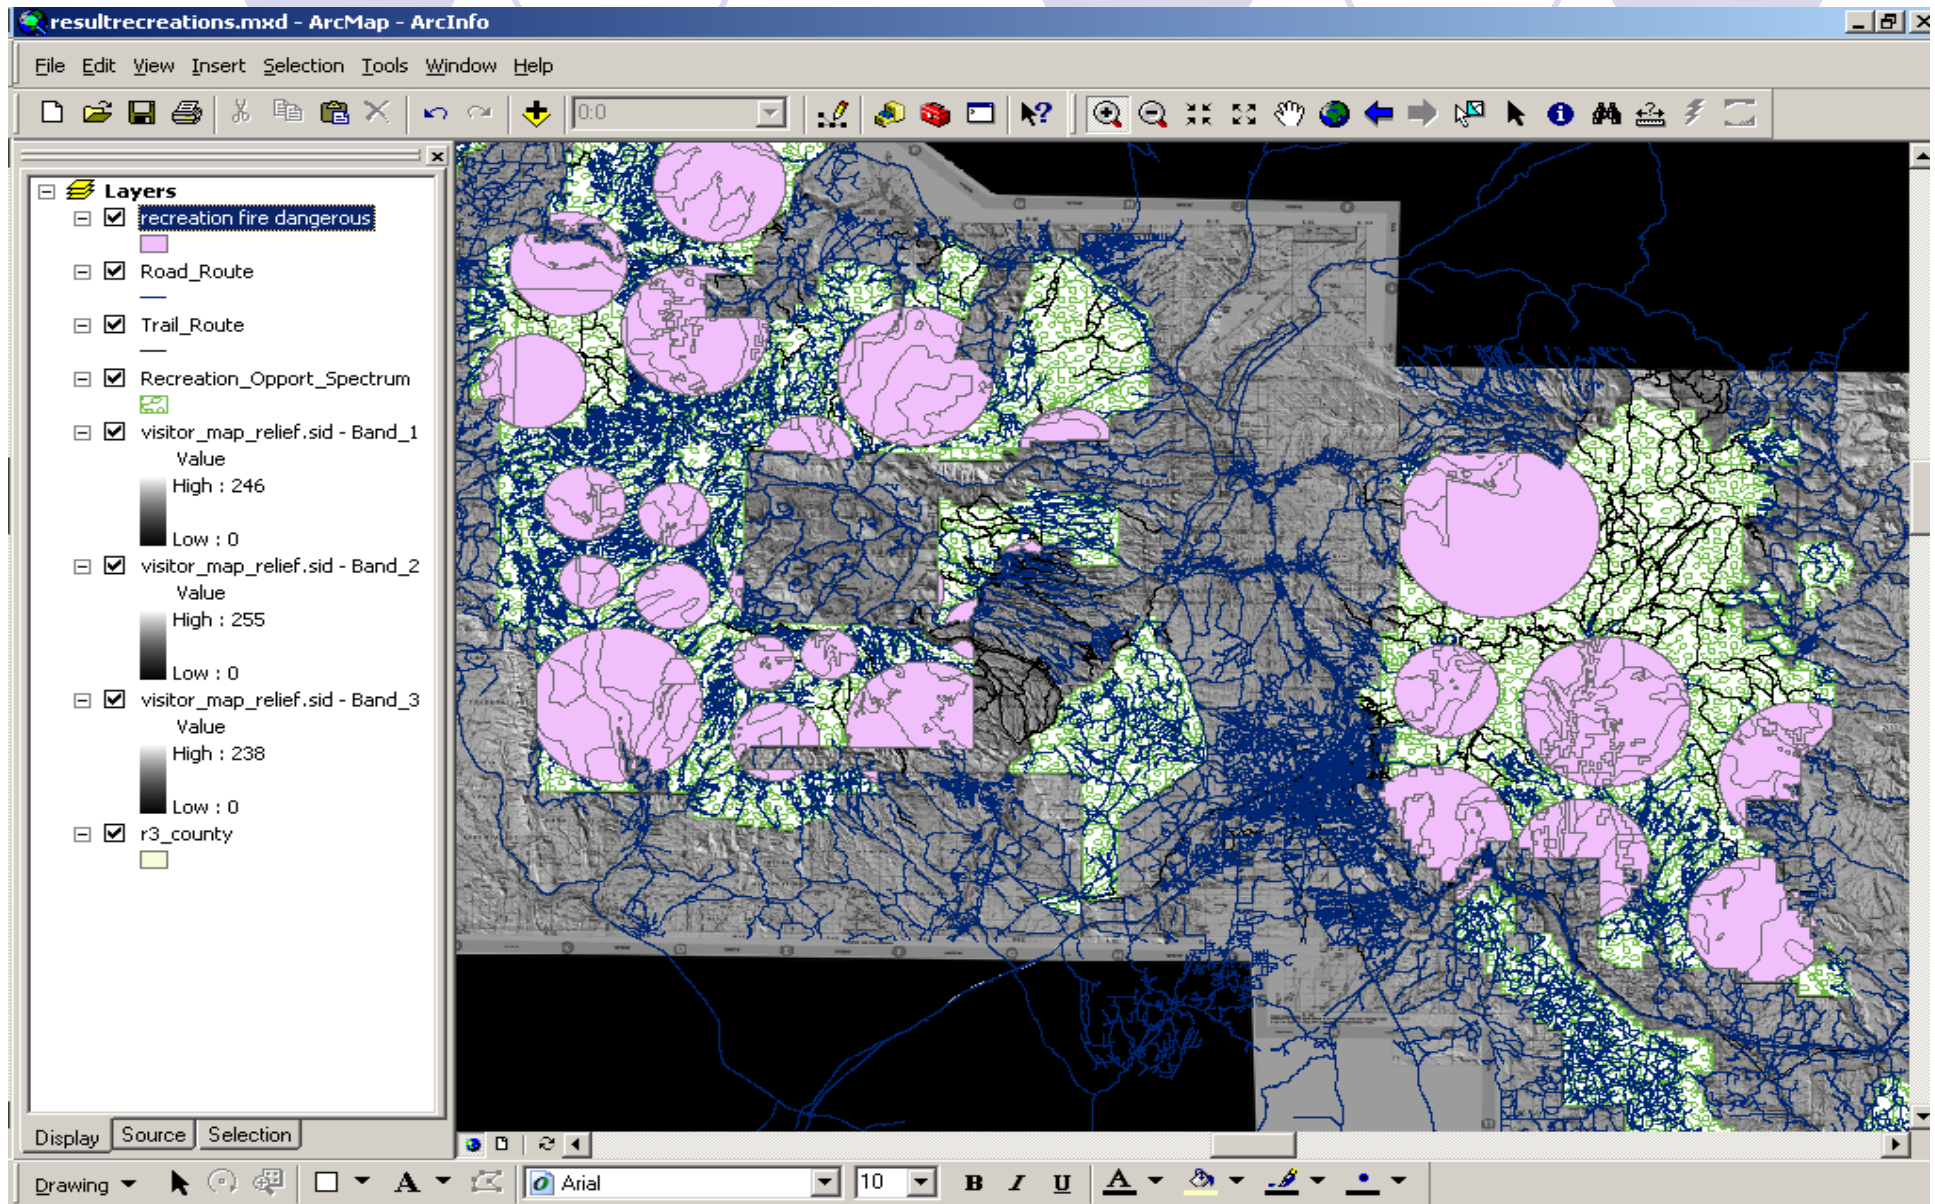 resultrecreations.mxd - ArcMap - ArcInfo
File Edit View Insert Selection Tools Window Help
0:0
Layers
recreation fire dangerous
Road_Route
Trail_Route
Recreation_Opport_Spectrum
visitor_map_relief.sid - Band_1
Value
High : 246
Low : 0
visitor_map_relief.sid - Band_2
Value
High : 255
Low : 0
visitor_map_relief.sid - Band_3
Value
High : 238
Low : 0
r3_county
Display Source Selection
Drawing A Arial 10 B I U A